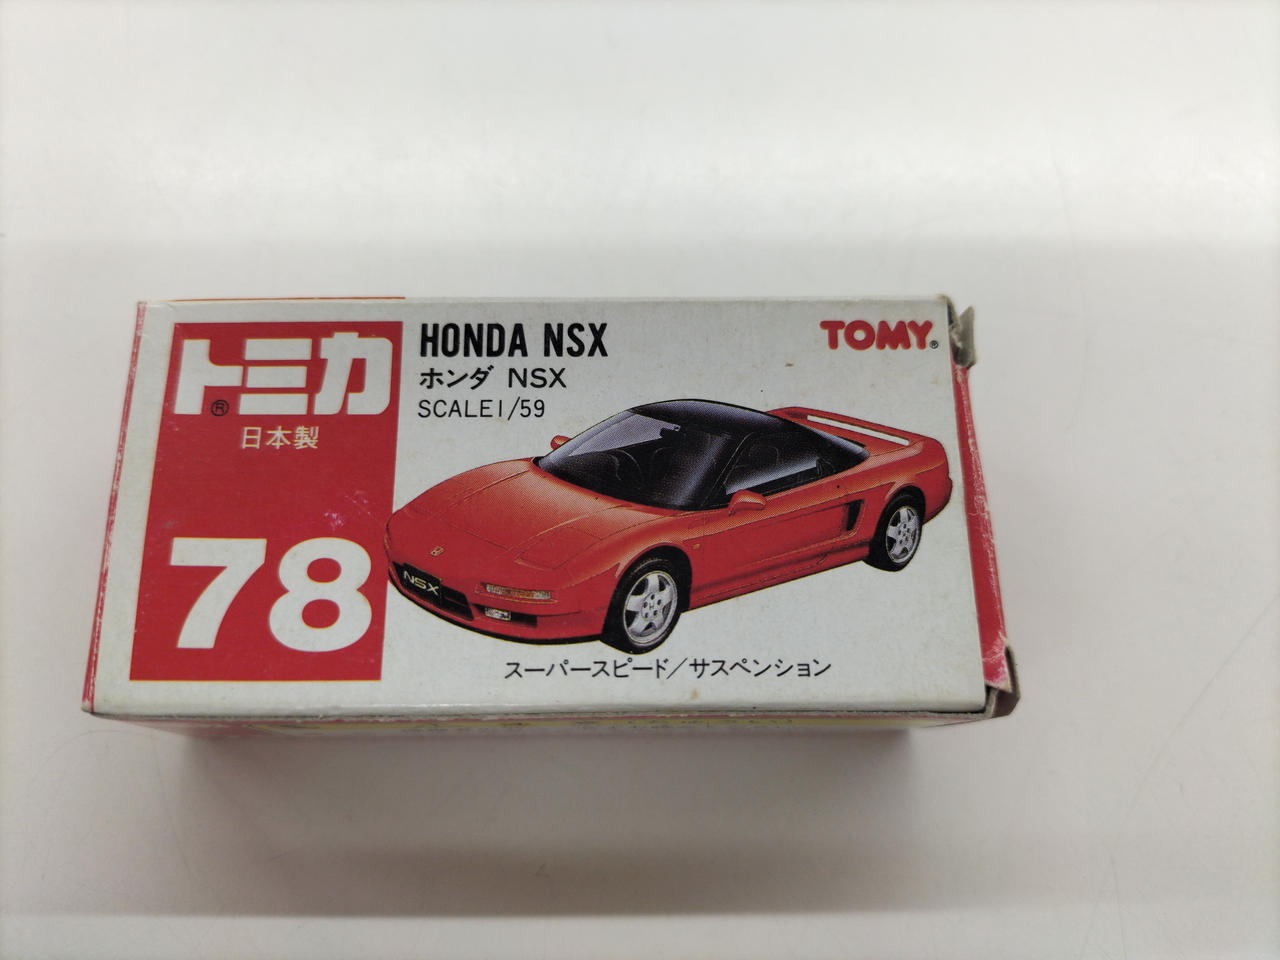 トミカ®
日本製
78
HONDA NSX
ホンダ NSX
SCALE1/59
TOMY®
NSX
スーパースピード/サスペンション